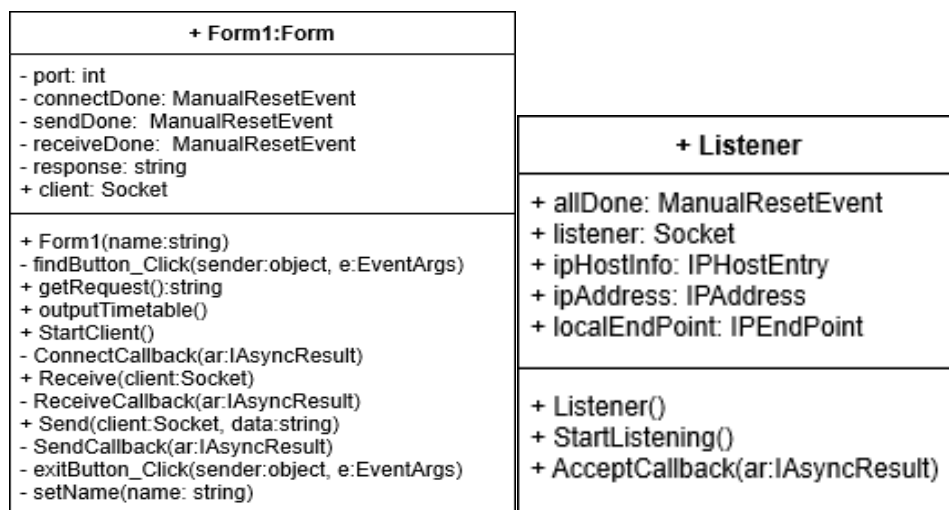 + Form1:Form
- port: int
- connectDone: ManualResetEvent
- sendDone:  ManualResetEvent
- receiveDone:  ManualResetEvent
- response: string
+ client: Socket
+ Form1(name:string)
- findButton_Click(sender:object, e:EventArgs)
+ getRequest():string
+ outputTimetable()
+ StartClient()
- ConnectCallback(ar:IAsyncResult)
+ Receive(client:Socket)
- ReceiveCallback(ar:IAsyncResult)
+ Send(client:Socket, data:string)
- SendCallback(ar:IAsyncResult)
- exitButton_Click(sender:object, e:EventArgs)
- setName(name: string)
+ Listener
+ allDone: ManualResetEvent
+ listener: Socket
+ ipHostInfo: IPHostEntry
+ ipAddress: IPAddress
+ localEndPoint: IPEndPoint
+ Listener()
+ StartListening()
+ AcceptCallback(ar:IAsyncResult)